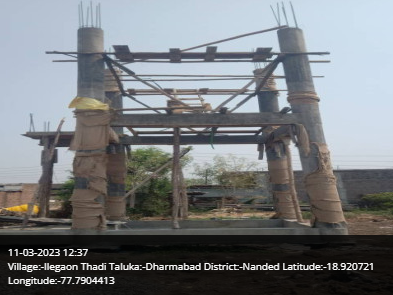 11-03-2023 12:37
Village:-Ilegaon Thadi Taluka:-Dharmabad District:-Nanded Latitude:-18.920721
Longitude:-77.7904413